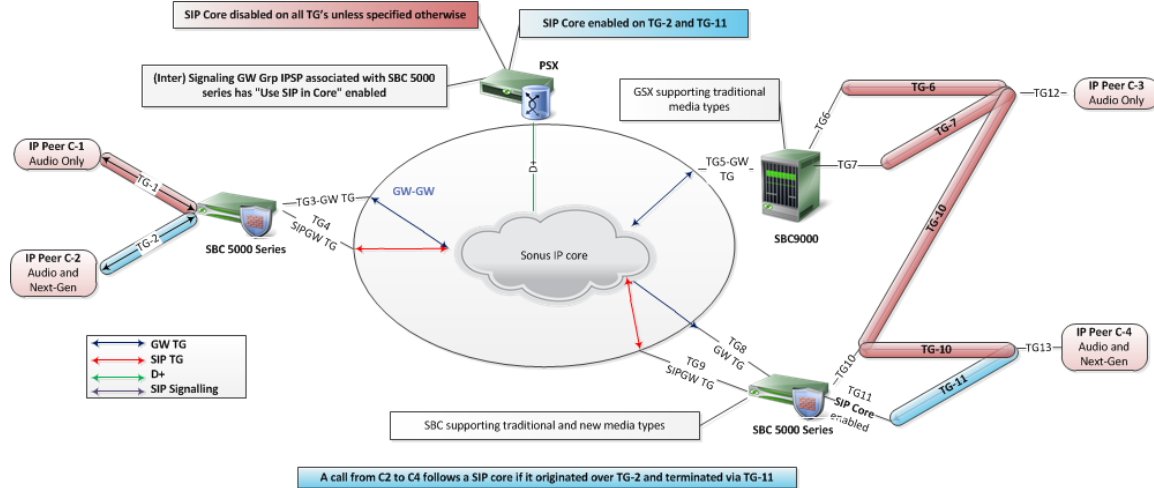 SIP Core disabled on all TG's unless specified otherwise
SIP Core enabled on TG-2 and TG-11
PSX
(Inter) Signaling GW Grp IPSP associated with SBC 5000
series has "Use SIP in Core" enabled
GSX supporting traditional
media types
TG-6
TG6
TG-7
TG7
TG12
IP Peer C-3
Audio Only
IP Peer C-1
Audio Only
TG-1
D+
TG5-GW
TG
GW-GW
TG3-GW TG
TG4
SIPGW TG
SBC 5000 Series
SBC9000
TG-2
IP Peer C-2
Audio and
Next-Gen
Sonus IP core
TG-10
GW TG
SIP TG
D+
SIP Signalling
TG8
GW TG
TG9
SIPGW TG
TG10
TG-10
TG13
IP Peer C-4
Audio and
Next-Gen
TG-11
TG11
SIP Core
enabled
SBC supporting traditional and new media types
SBC 5000 Series
A call from C2 to C4 follows a SIP core if it originated over TG-2 and terminated via TG-11